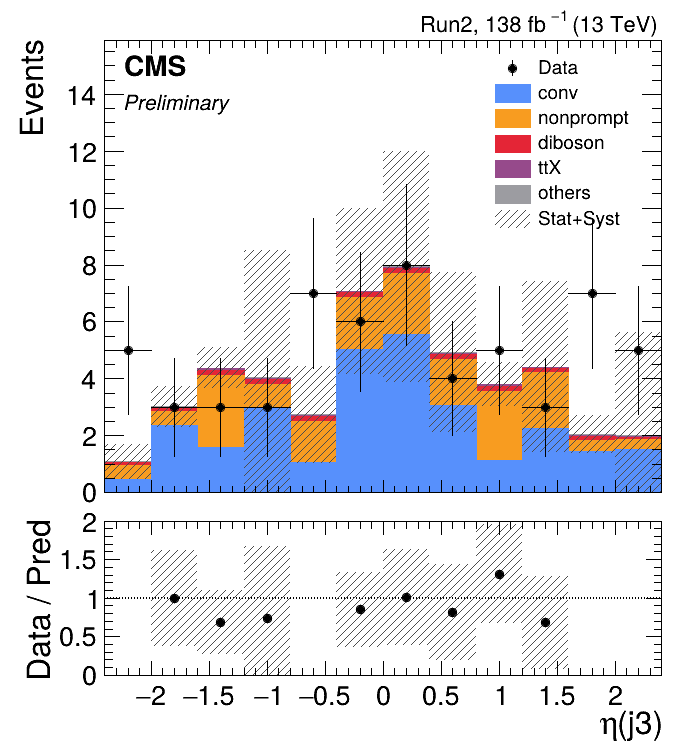 Run2, 138 fb⁻¹ (13 TeV)
CMS
Preliminary
Events
14
12
10
8
6
4
2
0
Data
conv
nonprompt
diboson
ttX
others
Stat+Syst
Data / Pred
2
1.5
1
0.5
0
−2 −1.5 −1 −0.5 0 0.5 1 1.5 2
η(j3)